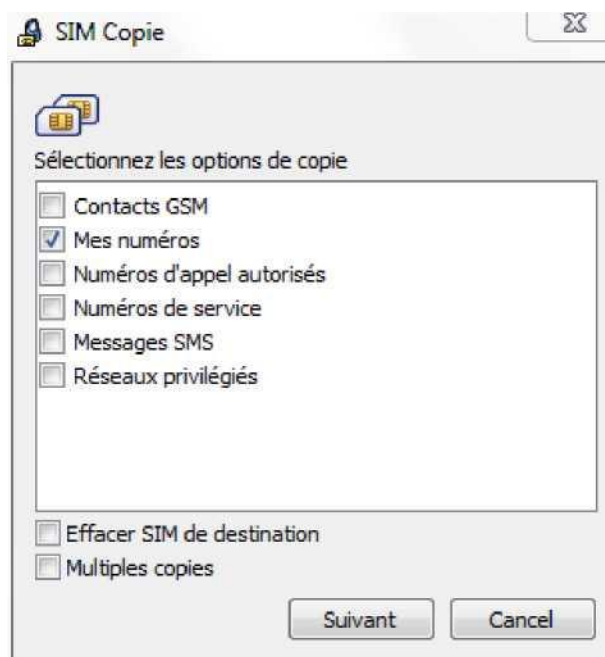 SIM Copie
Sélectionnez les options de copie
Contacts GSM
Mes numéros
Numéros d'appel autorisés
Numéros de service
Messages SMS
Réseaux privilégiés
Effacer SIM de destination
Multiples copies
Suivant Cancel